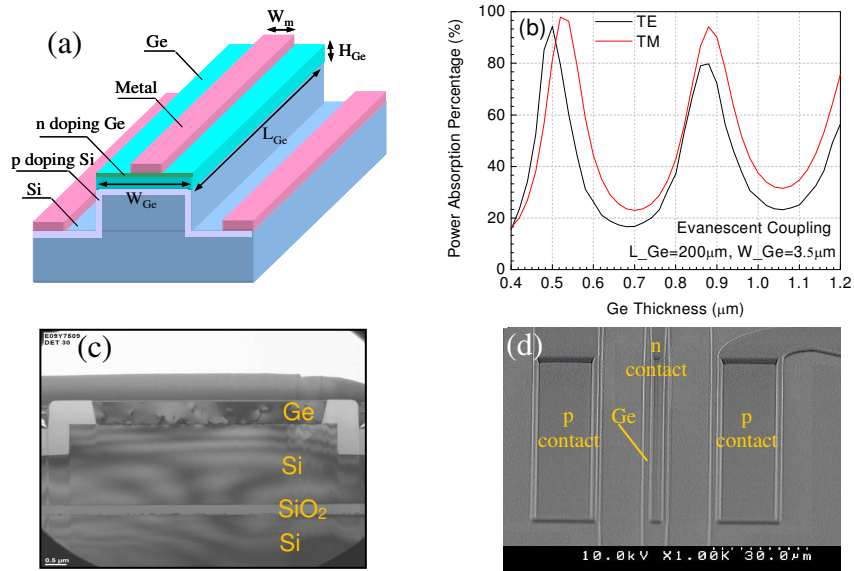 (a)
W_m
Ge
H_Ge
Metal
n doping Ge
L_Ge
p doping Si
Si
W_Ge
(b)
TE
TM
Power Absorption Percentage (%)
100
80
60
40
20
0
Evanescent Coupling
L_Ge=200μm, W_Ge=3.5μm
0.4 0.5 0.6 0.7 0.8 0.9 1.0 1.1 1.2
Ge Thickness (μm)
E09Y7509
DET 30
(c)
Ge
Si
SiO₂
Si
0.5 μm
(d)
n
contact
Ge
p
contact
p
contact
10.0kV X1.00K 30.0μm